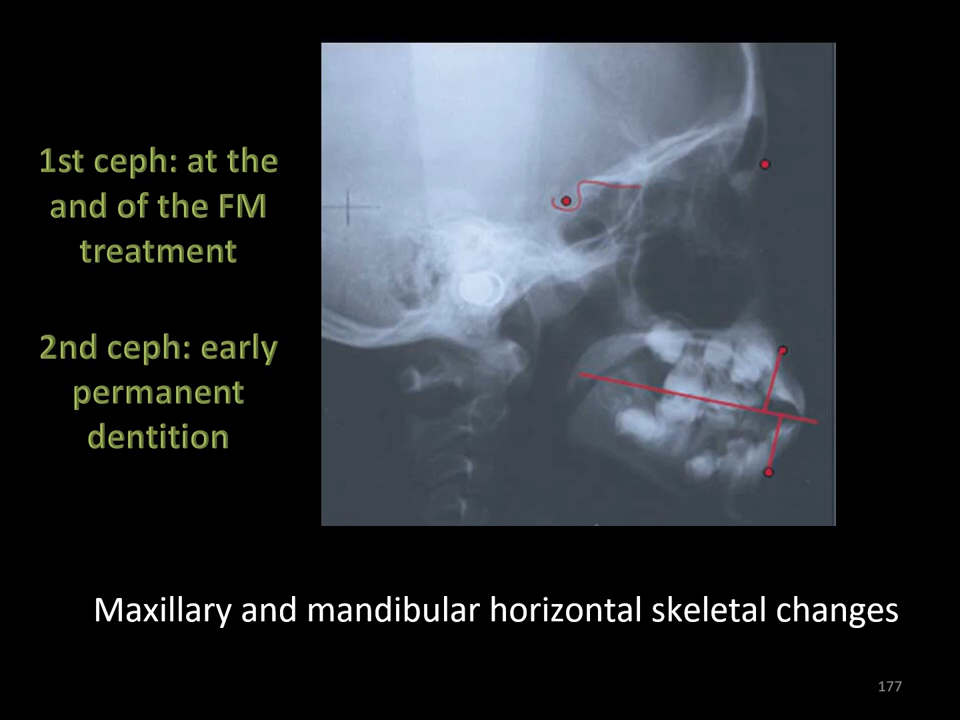 1st ceph: at the
and of the FM
treatment
2nd ceph: early
permanent
dentition
Maxillary and mandibular horizontal skeletal changes
177